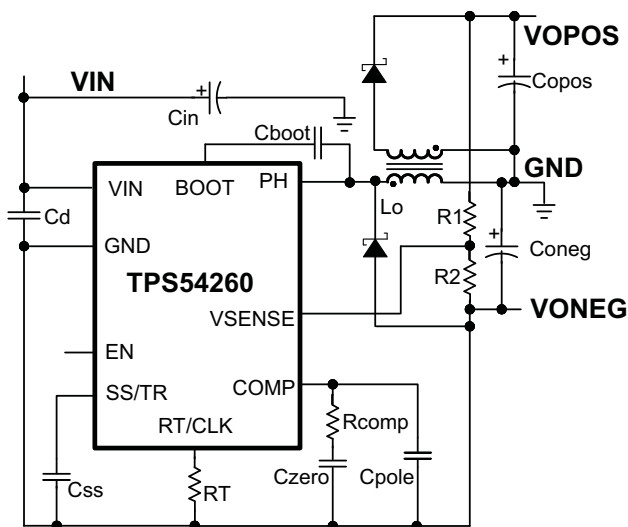 VOPOS
VIN
+
Copos
+
Cin
Cboot
GND
VIN
BOOT
PH
Cd
Lo
R1
+
GND
Coneg
TPS54260
R2
VSENSE
VONEG
EN
SS/TR
COMP
RT/CLK
Rcomp
Css
RT
Czero
Cpole